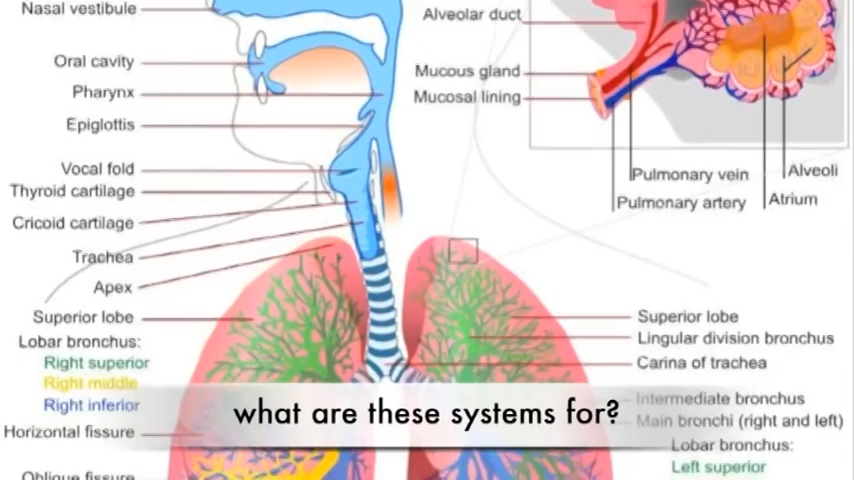 Nasal vestibule
Oral cavity
Pharynx
Epiglottis
Vocal fold
Thyroid cartilage
Cricoid cartilage
Trachea
Apex
Superior lobe
Lobar bronchus:
Right superior
Right middle
Right inferior
Horizontal fissure
Oblique fissure
Alveolar duct
Mucous gland
Mucosal lining
Pulmonary vein
Pulmonary artery
Alveoli
Atrium
Superior lobe
Lingular division bronchus
Carina of trachea
Intermediate bronchus
Main bronchi (right and left)
Lobar bronchus:
Left superior
what are these systems for?